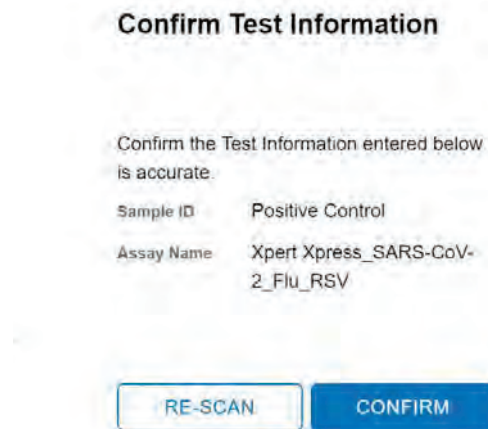 Confirm Test Information
Confirm the Test Information entered below
is accurate.
Sample ID Positive Control
Assay Name Xpert Xpress_SARS-CoV-
2_Flu_RSV
RE-SCAN CONFIRM